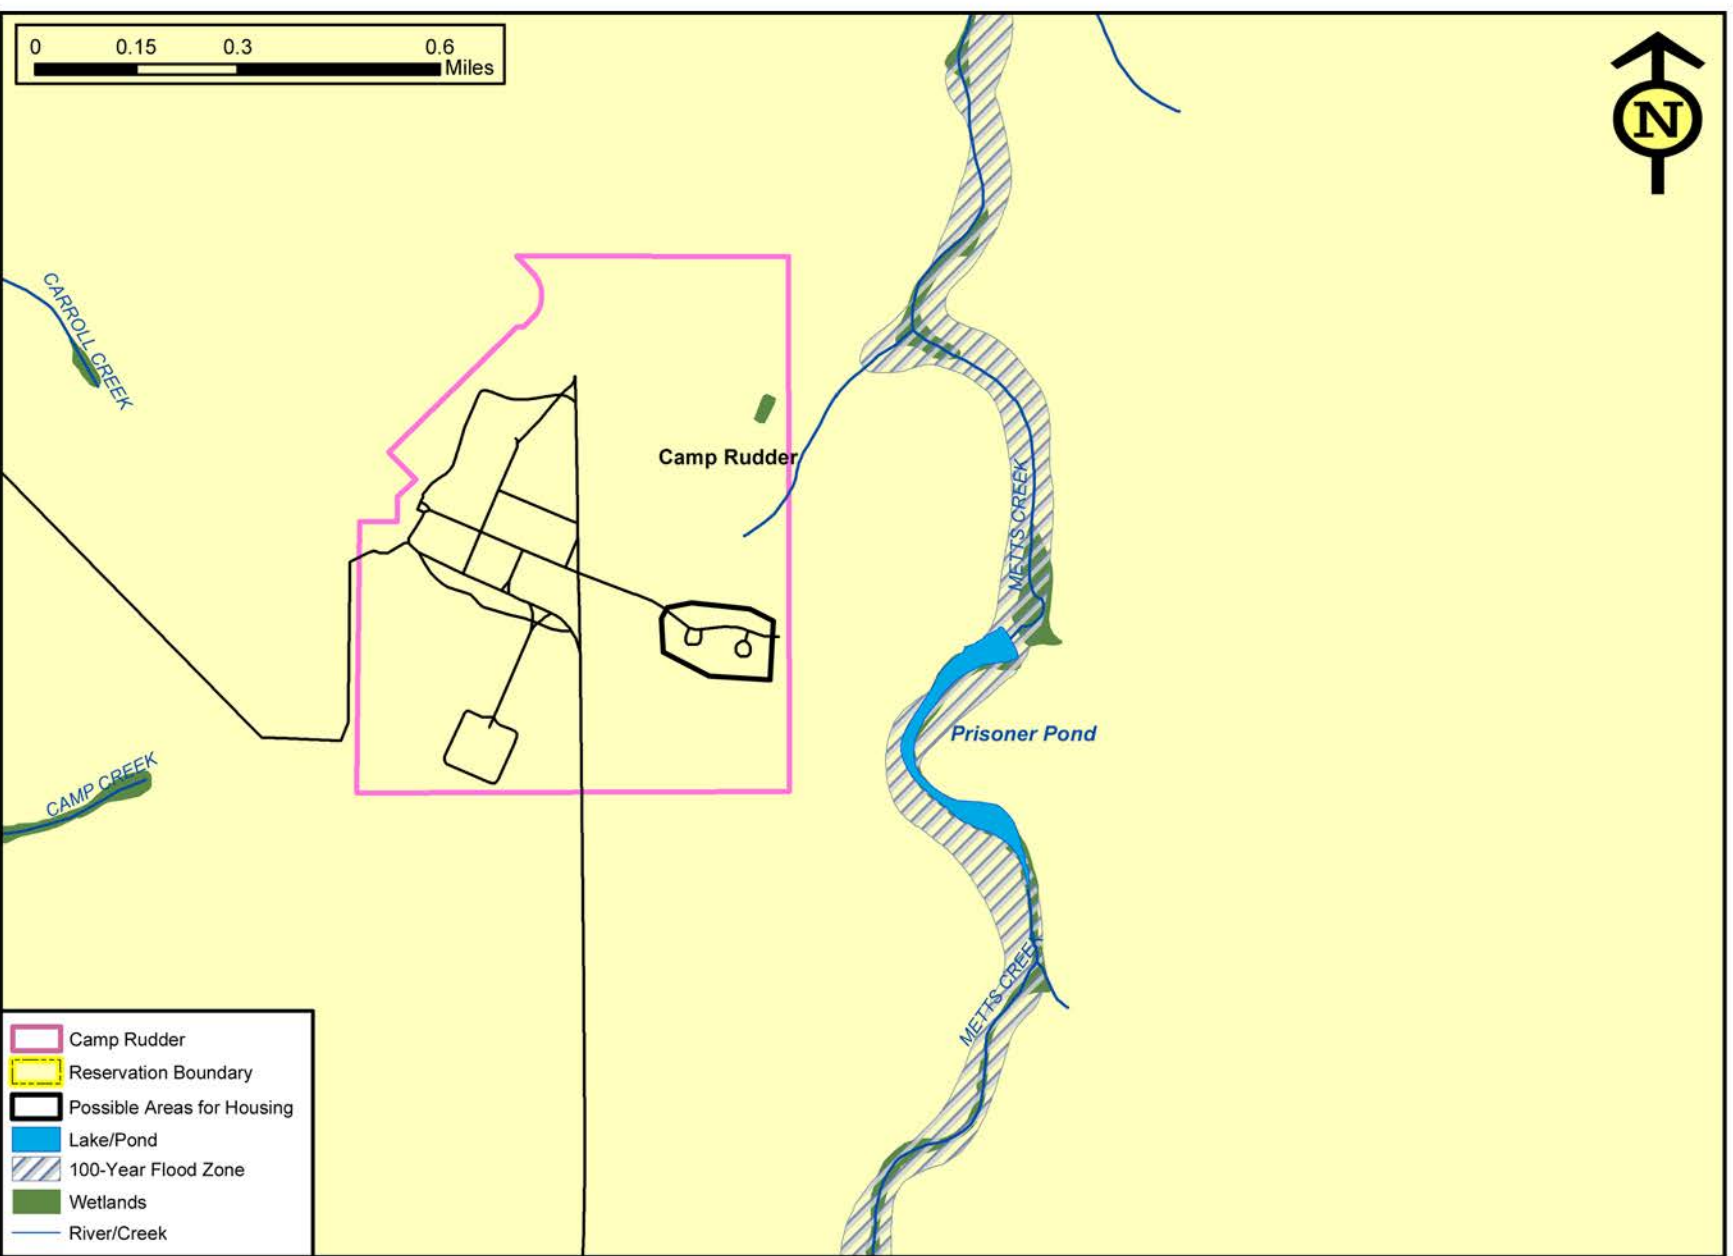 0 0.15 0.3 0.6
Miles
N
CARROLL CREEK
Camp Rudder
METTS CREEK
Prisoner Pond
CAMP CREEK
METTS CREEK
Camp Rudder
Reservation Boundary
Possible Areas for Housing
Lake/Pond
100-Year Flood Zone
Wetlands
River/Creek